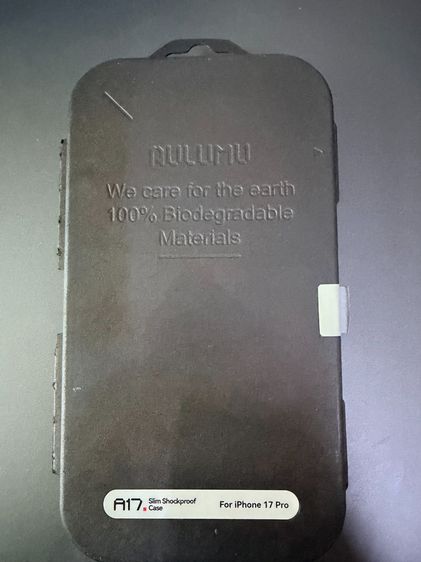 AULUMU
We care for the earth
100% Biodegradable
Materials
A17. Slim Shockproof
Case
For iPhone 17 Pro